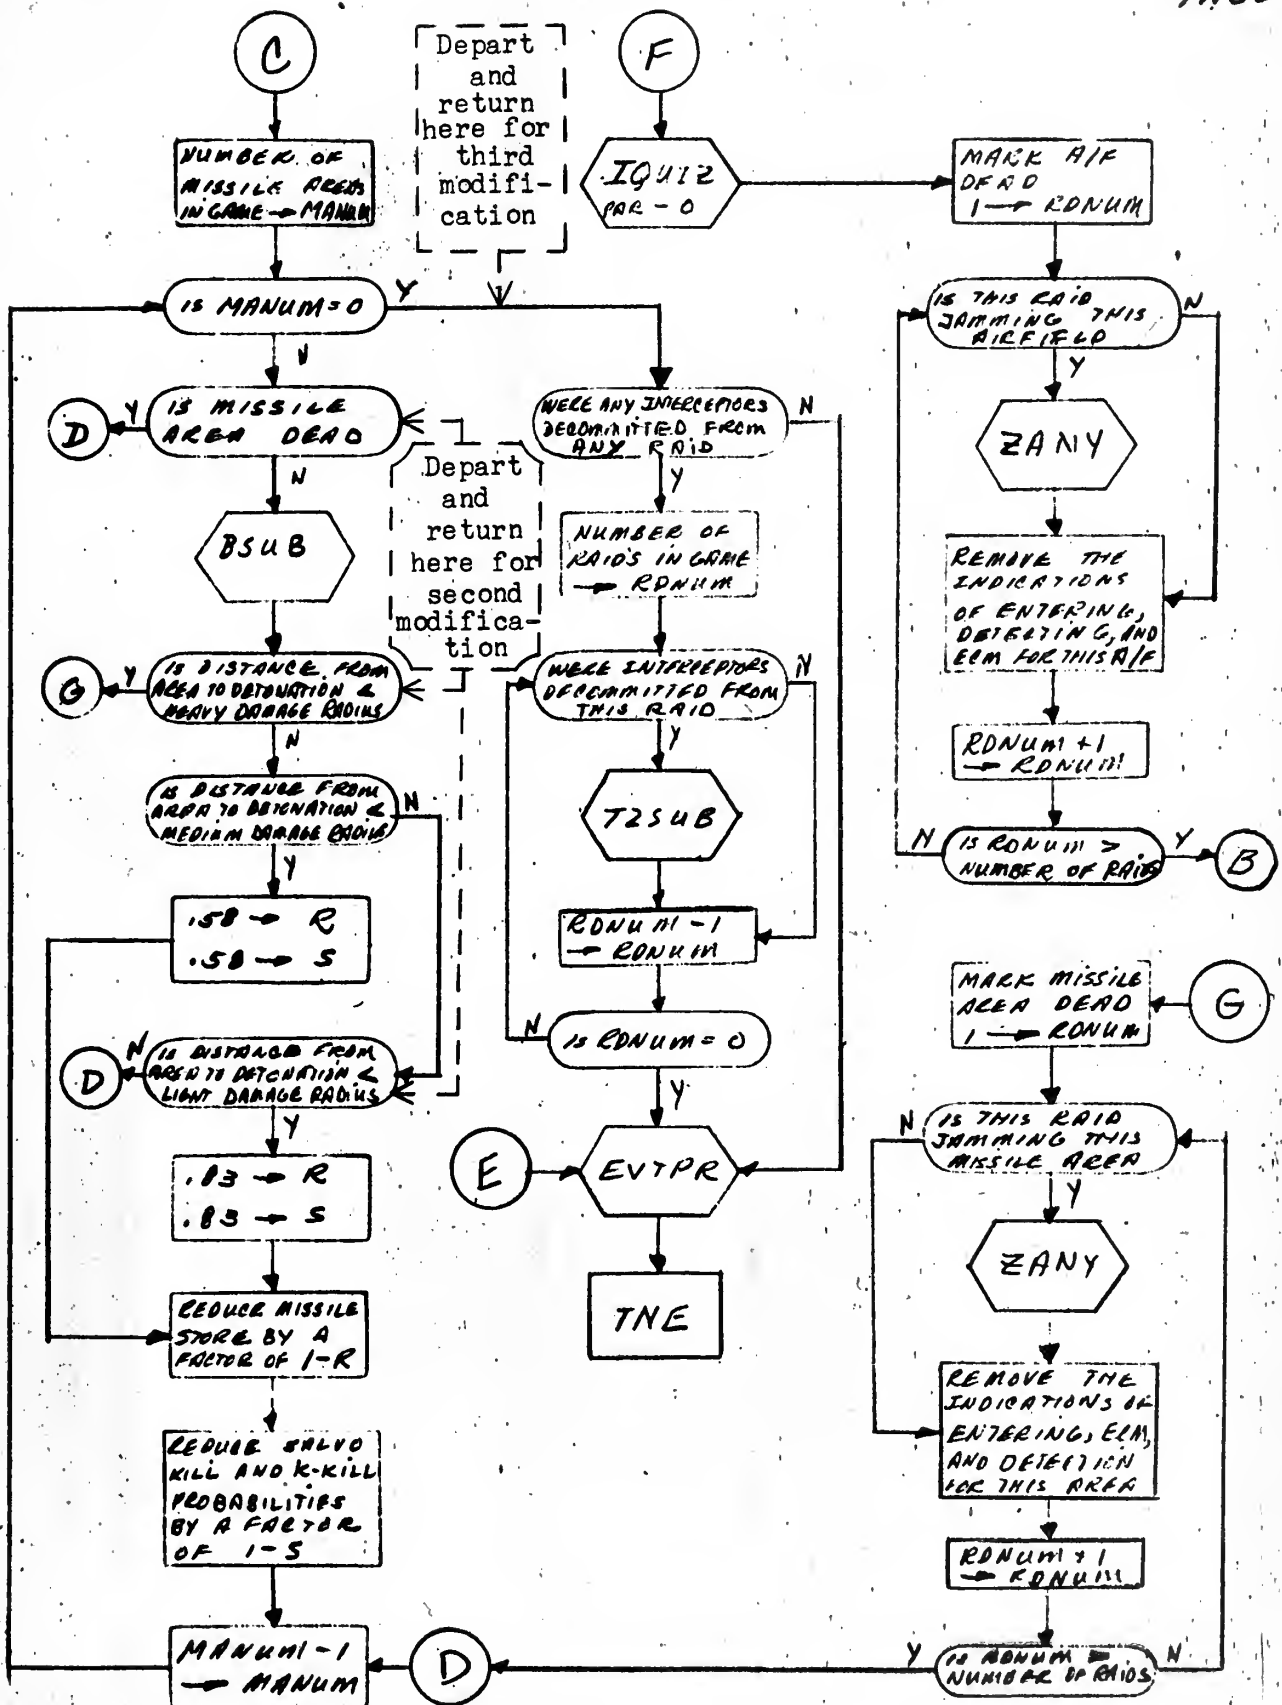 C
NUMBER OF
MISSILE AREAS
IN GAME → MANUM
IS MANUM = 0
Y
N
IS MISSILE
AREA DEAD
Y
D
N
BSUB
IS DISTANCE FROM
AREA TO DETONATION <
HEAVY DAMAGE RADIUS
Y
G
N
IS DISTANCE FROM
AREA TO DETONATION <
MEDIUM DAMAGE RADIUS
N
Y
.58 → R
.58 → S
IS DISTANCE FROM
AREA TO DETONATION <
LIGHT DAMAGE RADIUS
N
D
Y
.83 → R
.83 → S
REDUCE MISSILE
STORE BY A
FACTOR OF 1-R
REDUCE SALVO
KILL AND K-KILL
PROBABILITIES
BY A FACTOR
OF 1-S
MANUM-1
→ MANUM
D
Depart
and
return
here for
third
modifi-
cation
Depart
and
return
here for
second
modifica-
tion
WERE ANY INTERCEPTORS
DECOMMITTED FROM
ANY RAID
N
Y
NUMBER OF
RAIDS IN GAME
→ RDNUM
WERE INTERCEPTORS
DECOMMITTED FROM
THIS RAID
N
Y
TZSUB
RDNUM-1
→ RDNUM
IS RDNUM = 0
N
Y
E
EVTPR
TNE
F
IQUIZ
PAR - 0
MARK A/F
DEAD
1 → RDNUM
IS THIS RAID
JAMMING THIS
AIRFIELD
N
Y
ZANY
REMOVE THE
INDICATIONS
OF ENTERING,
DETECTING, AND
ECM FOR THIS A/F
RDNUM+1
→ RDNUM
IS RDNUM >
NUMBER OF RAIDS
N
Y
B
MARK MISSILE
AREA DEAD
1 → RDNUM
G
IS THIS RAID
JAMMING THIS
MISSILE AREA
N
Y
ZANY
REMOVE THE
INDICATIONS OF
ENTERING, ECM,
AND DETECTION
FOR THIS AREA
RDNUM+1
→ RDNUM
IS RDNUM
NUMBER OF RAIDS
Y
N